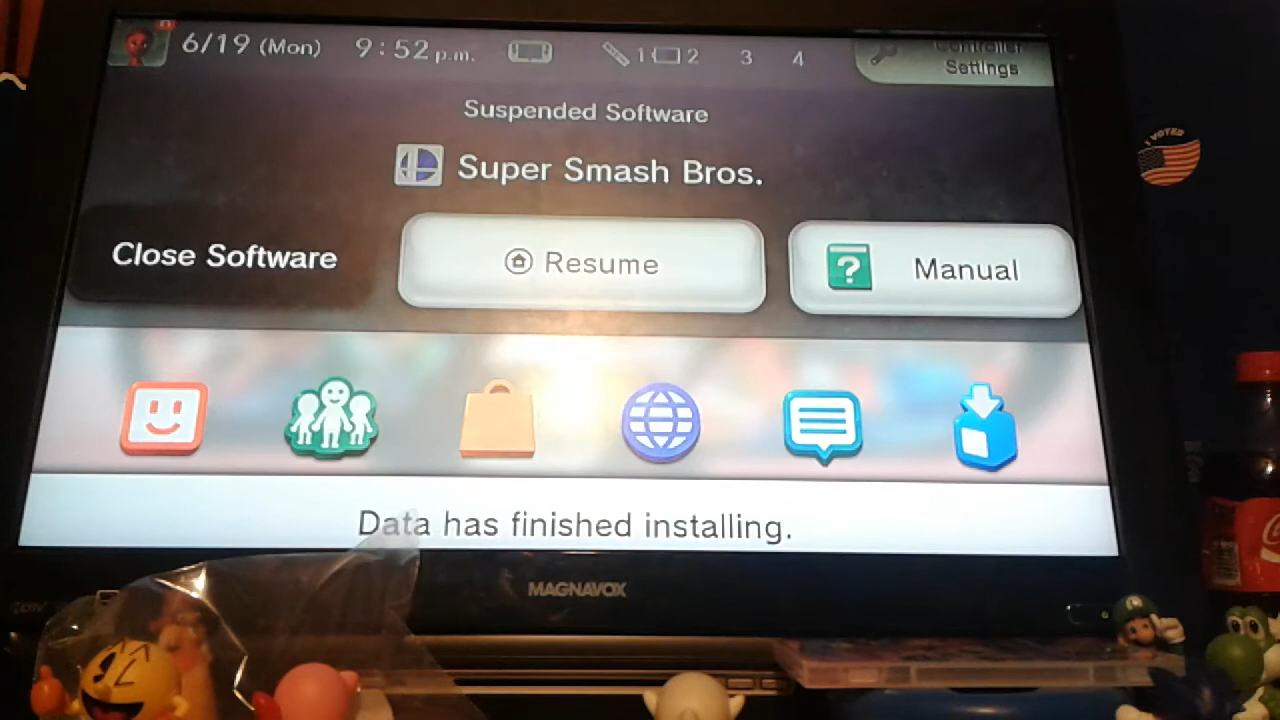 6/19 (Mon) 9:52 p.m. 1 2 3 4
Controller
Settings
I VOTED
Suspended Software
Super Smash Bros.
Close Software
Resume
? Manual
Data has finished installing.
MAGNAVOX